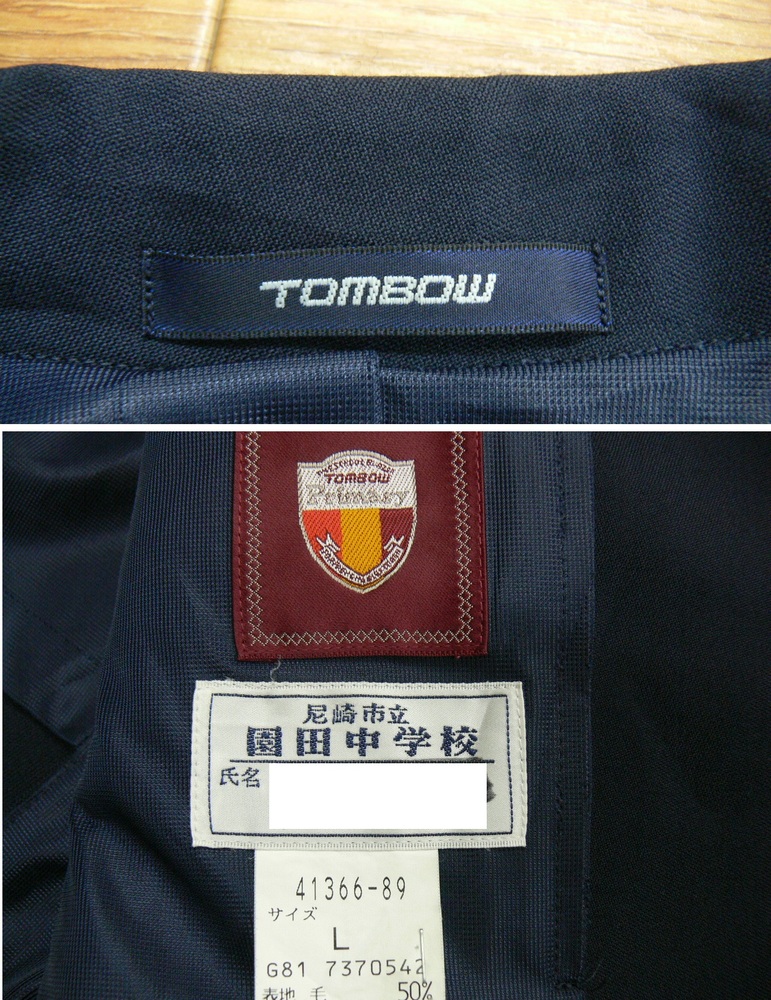 TOMBOW
TOMBOW
Primary
尼崎市立
園田中学校
氏名
41366-89
サイズ
L
G81 7370542
表地 毛 50%